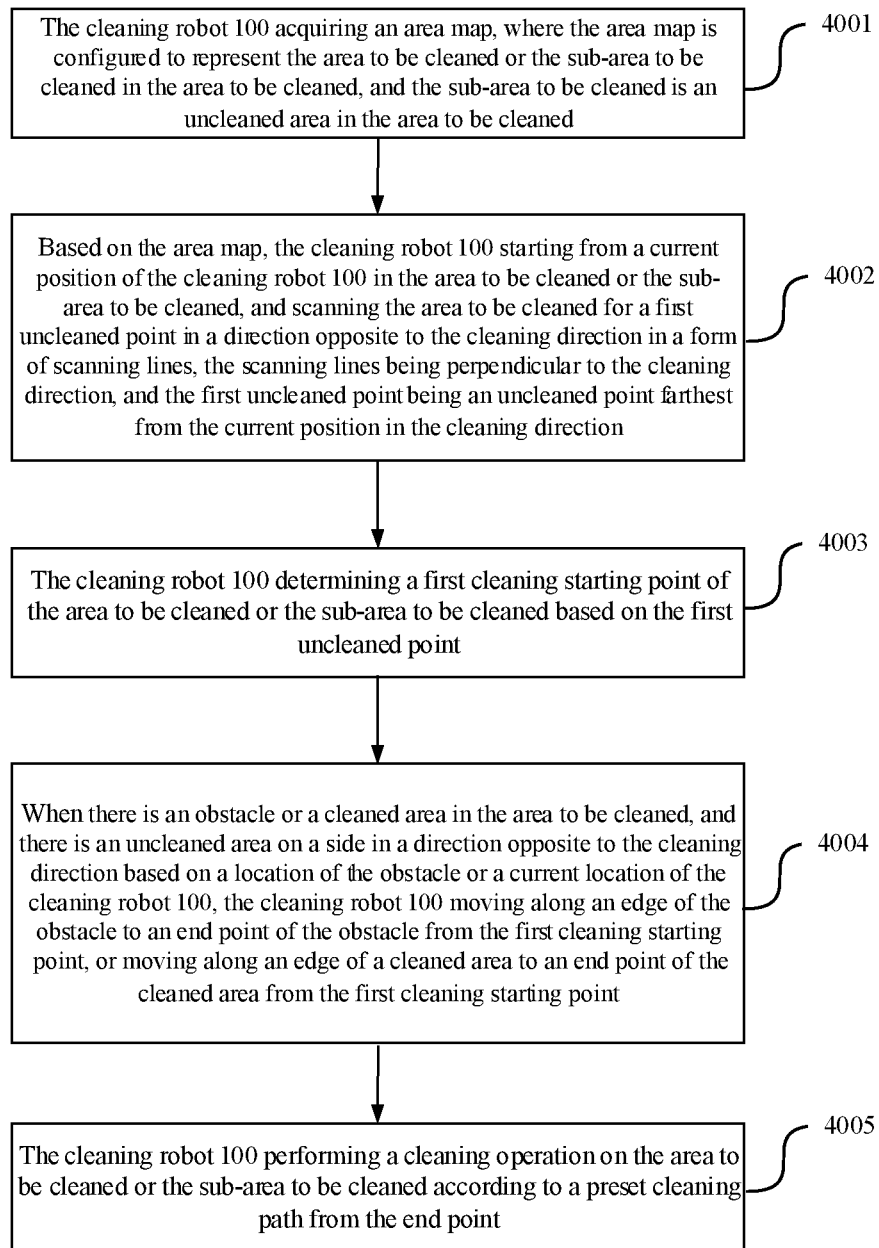 The cleaning robot 100 acquiring an area map, where the area map is
configured to represent the area to be cleaned or the sub-area to be
cleaned in the area to be cleaned, and the sub-area to be cleaned is an
uncleaned area in the area to be cleaned
4001
Based on the area map, the cleaning robot 100 starting from a current
position of the cleaning robot 100 in the area to be cleaned or the sub-
area to be cleaned, and scanning the area to be cleaned for a first
uncleaned point in a direction opposite to the cleaning direction in a form
of scanning lines, the scanning lines being perpendicular to the cleaning
direction, and the first uncleaned point being an uncleaned point farthest
from the current position in the cleaning direction
4002
The cleaning robot 100 determining a first cleaning starting point of
the area to be cleaned or the sub-area to be cleaned based on the first
uncleaned point
4003
When there is an obstacle or a cleaned area in the area to be cleaned, and
there is an uncleaned area on a side in a direction opposite to the cleaning
direction based on a location of the obstacle or a current location of the
cleaning robot 100, the cleaning robot 100 moving along an edge of the
obstacle to an end point of the obstacle from the first cleaning starting
point, or moving along an edge of a cleaned area to an end point of the
cleaned area from the first cleaning starting point
4004
The cleaning robot 100 performing a cleaning operation on the area to
be cleaned or the sub-area to be cleaned according to a preset cleaning
path from the end point
4005